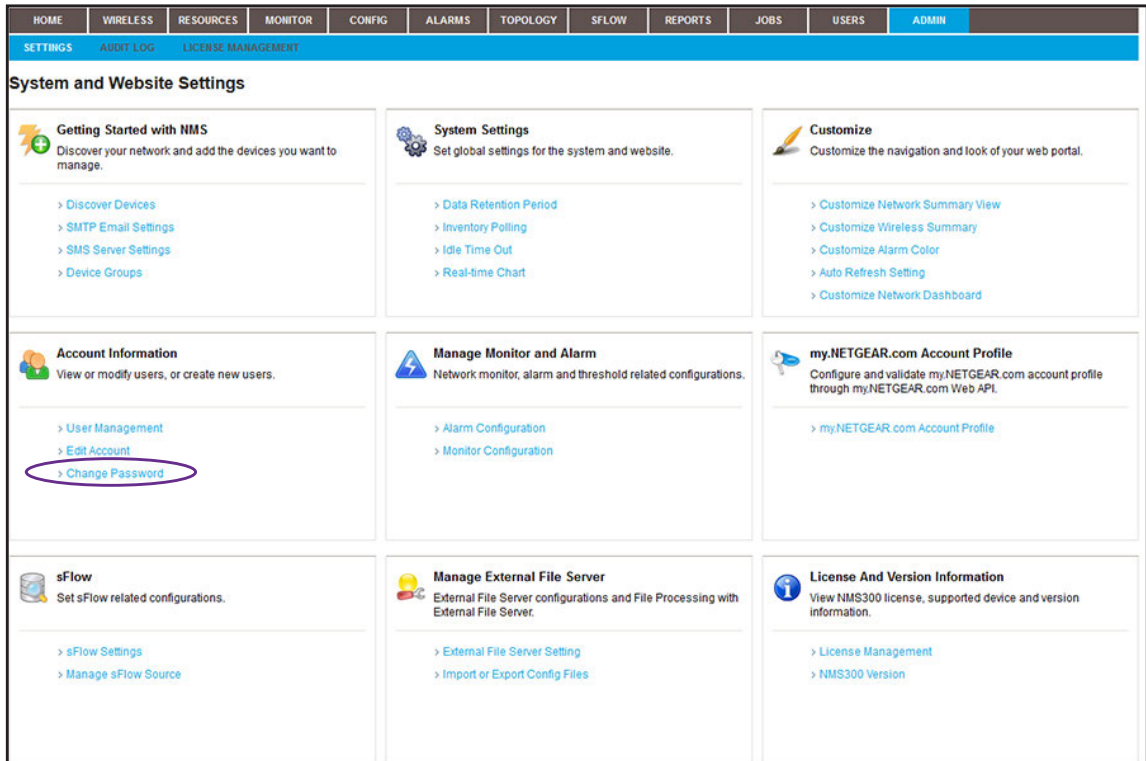 HOME WIRELESS RESOURCES MONITOR CONFIG ALARMS TOPOLOGY SFLOW REPORTS JOBS USERS ADMIN
SETTINGS AUDIT LOG LICENSE MANAGEMENT
System and Website Settings
Getting Started with NMS
Discover your network and add the devices you want to
manage.
> Discover Devices
> SMTP Email Settings
> SMS Server Settings
> Device Groups
System Settings
Set global settings for the system and website.
> Data Retention Period
> Inventory Polling
> Idle Time Out
> Real-time Chart
Customize
Customize the navigation and look of your web portal.
> Customize Network Summary View
> Customize Wireless Summary
> Customize Alarm Color
> Auto Refresh Setting
> Customize Network Dashboard
Account Information
View or modify users, or create new users.
> User Management
> Edit Account
> Change Password
Manage Monitor and Alarm
Network monitor, alarm and threshold related configurations.
> Alarm Configuration
> Monitor Configuration
my.NETGEAR.com Account Profile
Configure and validate my.NETGEAR.com account profile
through my.NETGEAR.com Web API.
> my.NETGEAR.com Account Profile
sFlow
Set sFlow related configurations.
> sFlow Settings
> Manage sFlow Source
Manage External File Server
External File Server configurations and File Processing with
External File Server.
> External File Server Setting
> Import or Export Config Files
License And Version Information
View NMS300 license, supported device and version
information.
> License Management
> NMS300 Version